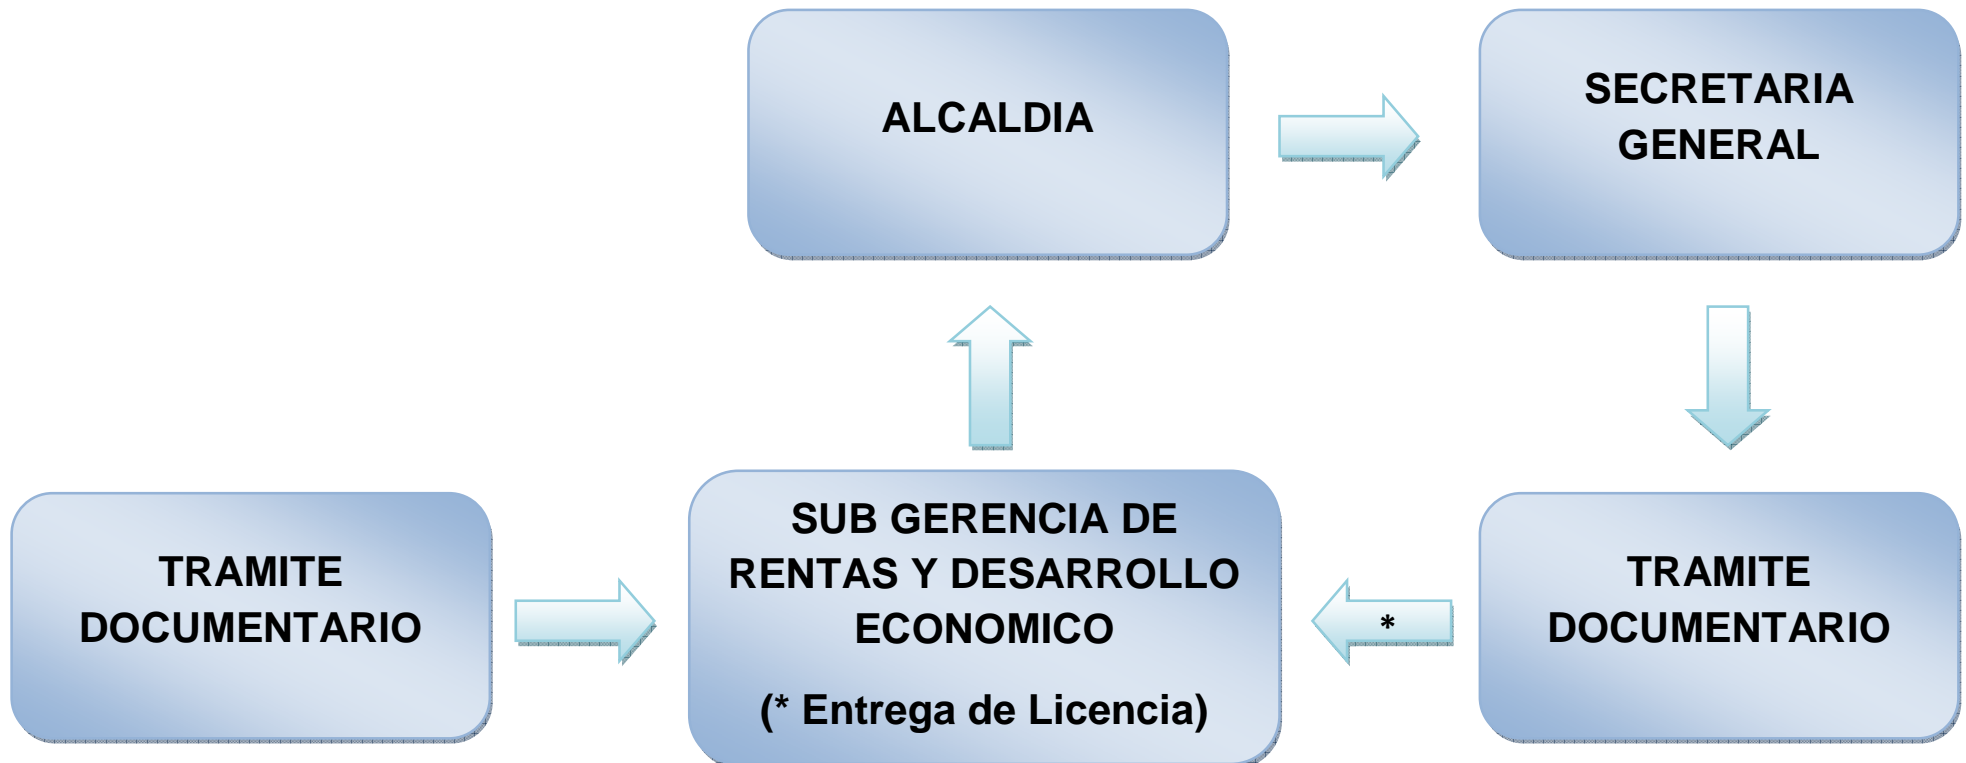 ALCALDIA
SECRETARIA
GENERAL
TRAMITE
DOCUMENTARIO
SUB GERENCIA DE
RENTAS Y DESARROLLO
ECONOMICO
(* Entrega de Licencia)
*
TRAMITE
DOCUMENTARIO